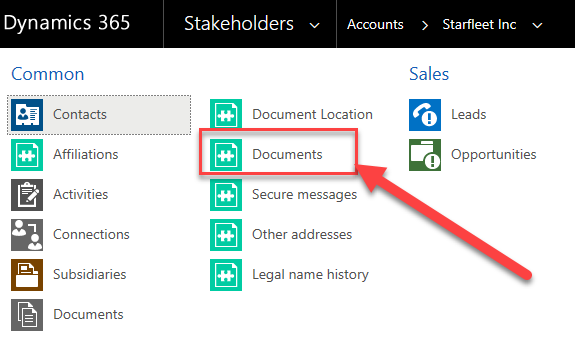 Dynamics 365 Stakeholders Accounts > Starfleet Inc
Common
Contacts
Affiliations
Activities
Connections
Subsidiaries
Documents
Document Location
Documents
Secure messages
Other addresses
Legal name history
Sales
Leads
Opportunities